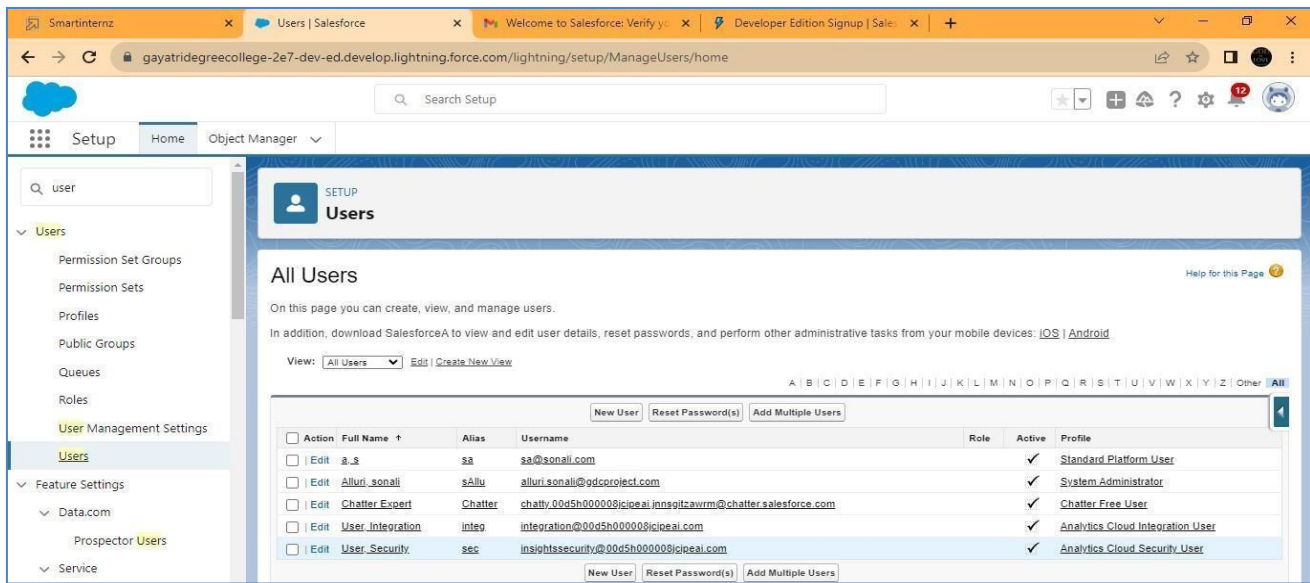 Smartinternz
Users | Salesforce
Welcome to Salesforce: Verify yo
Developer Edition Signup | Sales
gayatridegreecollege-2e7-dev-ed.develop.lightning.force.com/lightning/setup/ManageUsers/home
Search Setup
12
Setup Home Object Manager
user
Users
Permission Set Groups
Permission Sets
Profiles
Public Groups
Queues
Roles
User Management Settings
Users
Feature Settings
Data.com
Prospector Users
Service
SETUP
Users
All Users
Help for this Page
On this page you can create, view, and manage users.
In addition, download SalesforceA to view and edit user details, reset passwords, and perform other administrative tasks from your mobile devices: iOS | Android
View: All Users Edit | Create New View
A | B | C | D | E | F | G | H | I | J | K | L | M | N | O | P | Q | R | S | T | U | V | W | X | Y | Z | Other All
New User Reset Password(s) Add Multiple Users
Action Full Name ↑ Alias Username Role Active Profile
| Edit a, s sa sa@sonali.com ✓ Standard Platform User
| Edit Alluri, sonali sAllu alluri.sonali@gdcproject.com ✓ System Administrator
| Edit Chatter Expert Chatter chatty.00d5h000008jcipeai.jnnsgitzawrm@chatter.salesforce.com ✓ Chatter Free User
| Edit User, Integration integ integration@00d5h000008jcipeai.com ✓ Analytics Cloud Integration User
| Edit User, Security sec insightssecurity@00d5h000008jcipeai.com ✓ Analytics Cloud Security User
New User Reset Password(s) Add Multiple Users